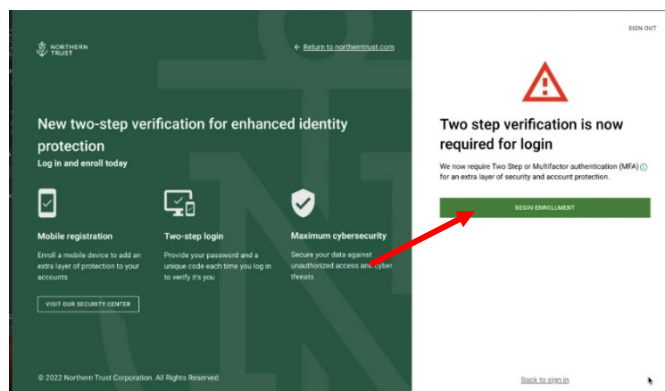 NORTHERN
TRUST
← Return to northerntrust.com
New two-step verification for enhanced identity
protection
Log in and enroll today
Mobile registration
Enroll a mobile device to add an
extra layer of protection to your
accounts
VISIT OUR SECURITY CENTER
Two-step login
Provide your password and a
unique code each time you log in
to verify it's you
Maximum cybersecurity
Secure your data against
unauthorized access and cyber
threats
© 2022 Northern Trust Corporation. All Rights Reserved.
SIGN OUT
Two step verification is now
required for login
We now require Two Step or Multifactor authentication (MFA)
for an extra layer of security and account protection.
BEGIN ENROLLMENT
Back to sign in